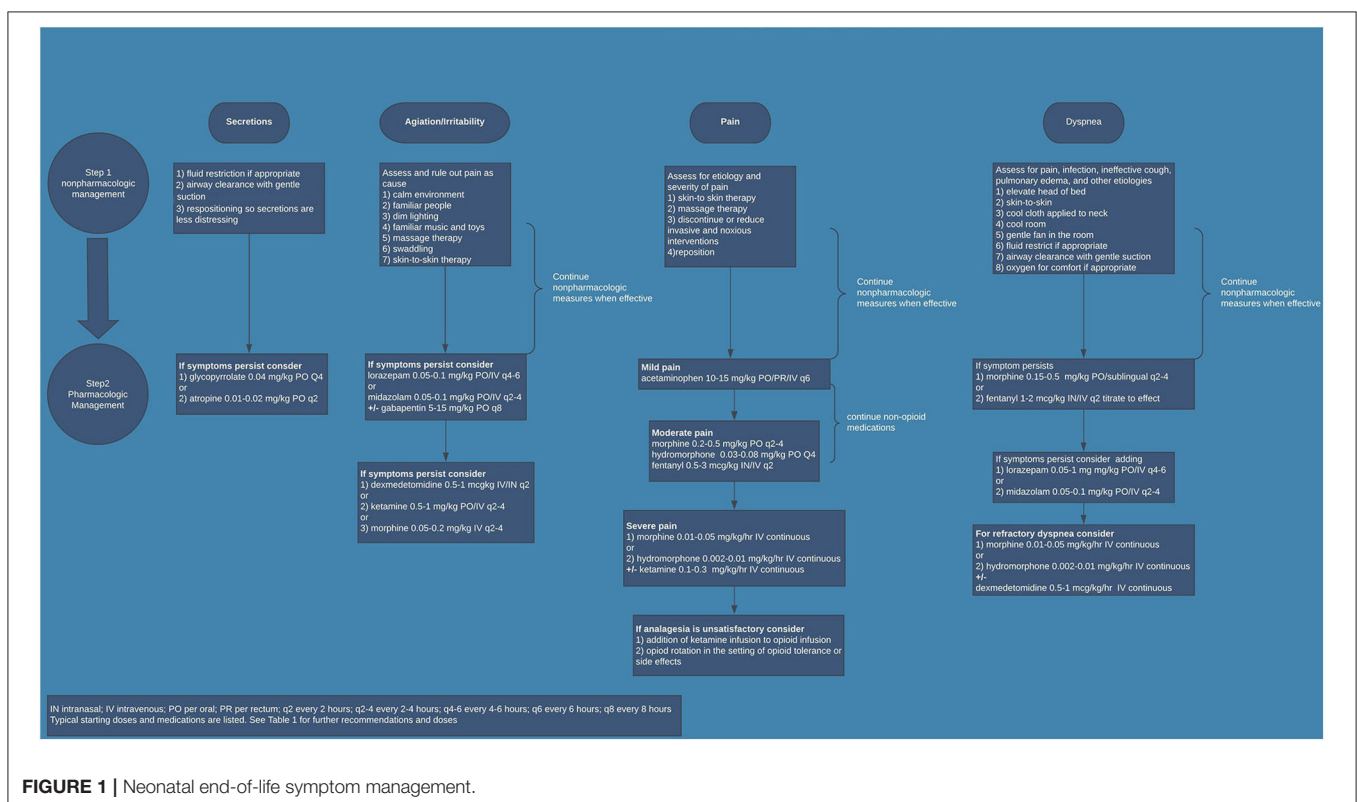 Secretions
Agiation/Irritability
Pain
Dyspnea
Step 1
nonpharmacologic
management
1) fluid restriction if appropriate
2) airway clearance with gentle
suction
3) respositioning so secretions are
less distressing
Assess and rule out pain as
cause
1) calm environment
2) familiar people
3) dim lighting
4) familiar music and toys
5) massage therapy
6) swaddling
7) skin-to-skin therapy
Assess for etiology and
severity of pain
1) skin-to skin therapy
2) massage therapy
3) discontinue or reduce
invasive and noxious
interventions
4)reposition
Assess for pain, infection, ineffective cough,
pulmonary edema, and other etiologies
1) elevate head of bed
2) skin-to-skin
3) cool cloth applied to neck
4) cool room
5) gentle fan in the room
6) fluid restrict if appropriate
7) airway clearance with gentle suction
8) oxygen for comfort if appropriate
Continue
nonpharmacologic
measures when effective
Continue
nonpharmacologic
measures when effective
Continue
nonpharmacologic
measures when effective
Step2
Pharmacologic
Management
If symptoms persist consder
1) glycopyrrolate 0.04 mg/kg PO Q4
or
2) atropine 0.01-0.02 mg/kg PO q2
If symptoms persist consider
lorazepam 0.05-0.1 mg/kg PO/IV q4-6
or
midazolam 0.05-0.1 mg/kg PO/IV q2-4
+/- gabapentin 5-15 mg/kg PO q8
If symptoms persist consider
1) dexmedetomidine 0.5-1 mcgkg IV/IN q2
or
2) ketamine 0.5-1 mg/kg PO/IV q2-4
or
3) morphine 0.05-0.2 mg/kg IV q2-4
Mild pain
acetaminophen 10-15 mg/kg PO/PR/IV q6
continue non-opioid
medications
Moderate pain
morphine 0.2-0.5 mg/kg PO q2-4
hydromorphone 0.03-0.08 mg/kg PO Q4
fentanyl 0.5-3 mcg/kg IN/IV q2
Severe pain
1) morphine 0.01-0.05 mg/kg/hr IV continuous
or
2) hydromorphone 0.002-0.01 mg/kg/hr IV continuous
+/- ketamine 0.1-0.3 mg/kg/hr IV continuous
If analagesia is unsatisfactory consider
1) addition of ketamine infusion to opioid infusion
2) opiod rotation in the setting of opioid tolerance or
side effects
If symptom persists
1) morphine 0.15-0.5 mg/kg PO/sublingual q2-4
or
2) fentanyl 1-2 mcg/kg IN/IV q2 titrate to effect
If symptoms persist consider adding
1) lorazepam 0.05-1 mg mg/kg PO/IV q4-6
or
2) midazolam 0.05-0.1 mg/kg PO/IV q2-4
For refractory dyspnea consider
1) morphine 0.01-0.05 mg/kg/hr IV continuous
or
2) hydromorphone 0.002-0.01 mg/kg/hr IV continuous
+/-
dexmedetomidine 0.5-1 mcg/kg/hr IV continuous
IN intranasal; IV intravenous; PO per oral; PR per rectum; q2 every 2 hours; q2-4 every 2-4 hours; q4-6 every 4-6 hours; q6 every 6 hours; q8 every 8 hours
Typical starting doses and medications are listed. See Table 1 for further recommendations and doses
FIGURE 1 | Neonatal end-of-life symptom management.